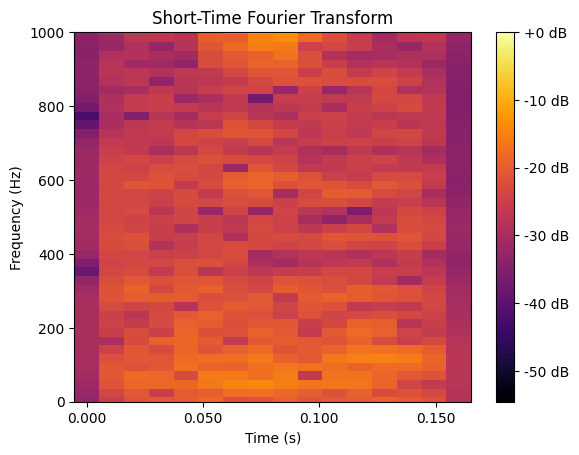 Short-Time Fourier Transform
1000
800
600
400
200
0
Frequency (Hz)
0.000
0.050
0.100
0.150
Time (s)
+0 dB
-10 dB
-20 dB
-30 dB
-40 dB
-50 dB